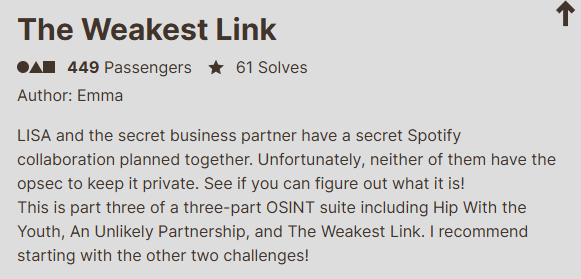 The Weakest Link
449 Passengers ★ 61 Solves
Author: Emma
LISA and the secret business partner have a secret Spotify
collaboration planned together. Unfortunately, neither of them have the
opsec to keep it private. See if you can figure out what it is!
This is part three of a three-part OSINT suite including Hip With the
Youth, An Unlikely Partnership, and The Weakest Link. I recommend
starting with the other two challenges!